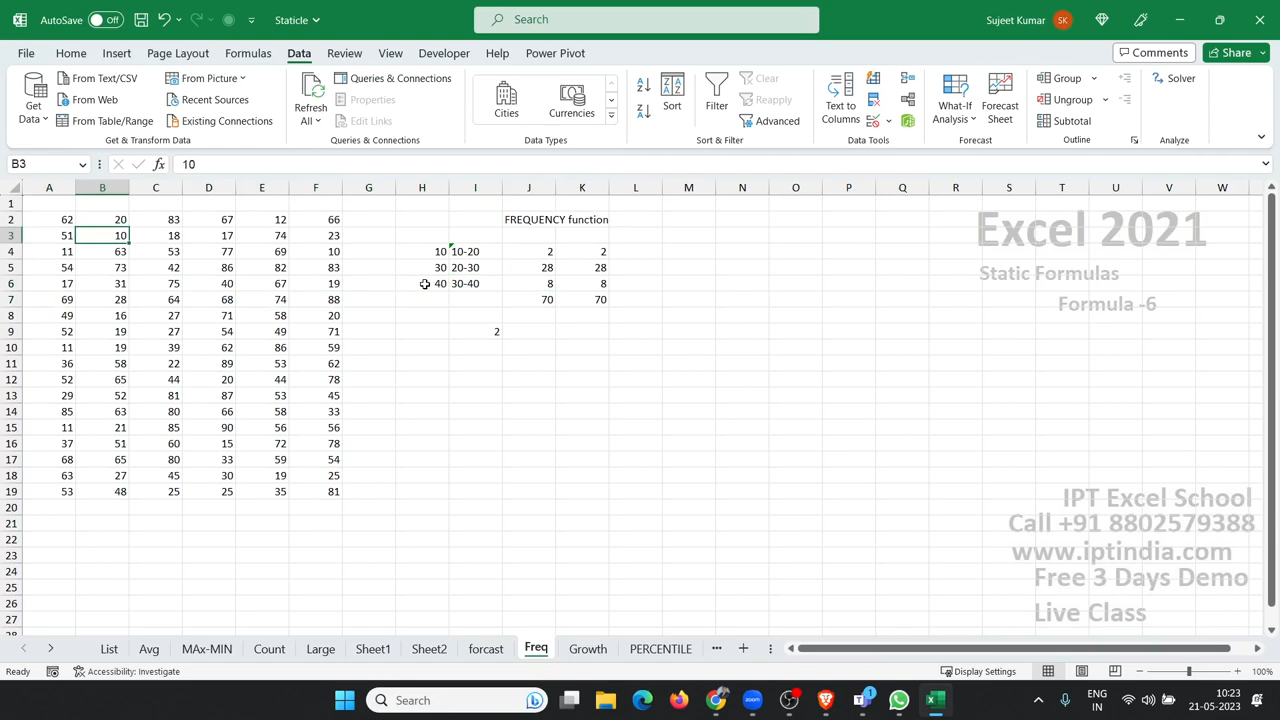 AutoSave Off Staticle Search Sujeet Kumar SK
File Home Insert Page Layout Formulas Data Review View Developer Help Power Pivot Comments Share
Get Data From Text/CSV From Picture Refresh All Queries & Connections Cities Currencies Sort Filter Clear Text to Columns What-If Analysis Forecast Sheet Group Solver
From Web Recent Sources Properties Reapply Ungroup
From Table/Range Existing Connections Edit Links Advanced Subtotal
Get & Transform Data Queries & Connections Data Types Sort & Filter Data Tools Forecast Outline Analyze
B3 fx 10
A B C D E F G H I J K L M N O P Q R S T U V W
1
2 62 20 83 67 12 66 FREQUENCY function
3 51 10 18 17 74 23
4 11 63 53 77 69 10 10 10-20 2 2
5 54 73 42 86 82 83 30 20-30 28 28
6 17 31 75 40 67 19 40 30-40 8 8
7 69 28 64 68 74 88 70 70
8 49 16 27 71 58 20
9 52 19 27 54 49 71 2
10 11 19 39 62 86 59
11 36 58 22 89 53 62
12 52 65 44 20 44 78
13 29 52 81 87 53 45
14 85 63 80 66 58 33
15 11 21 85 90 56 56
16 37 51 60 15 72 78
17 68 65 80 33 59 54
18 63 27 45 30 19 25
19 53 48 25 25 35 81
20
21
22
23
24
25
26
27
28
Excel 2021
Static Formulas
Formula -6
IPT Excel School
Call +91 8802579388
www.iptindia.com
Free 3 Days Demo
Live Class
List Avg MAx-MIN Count Large Sheet1 Sheet2 forcast Freq Growth PERCENTILE
Ready Accessibility: Investigate Display Settings 100%
Search 1 ENG IN 10:23 21-05-2023